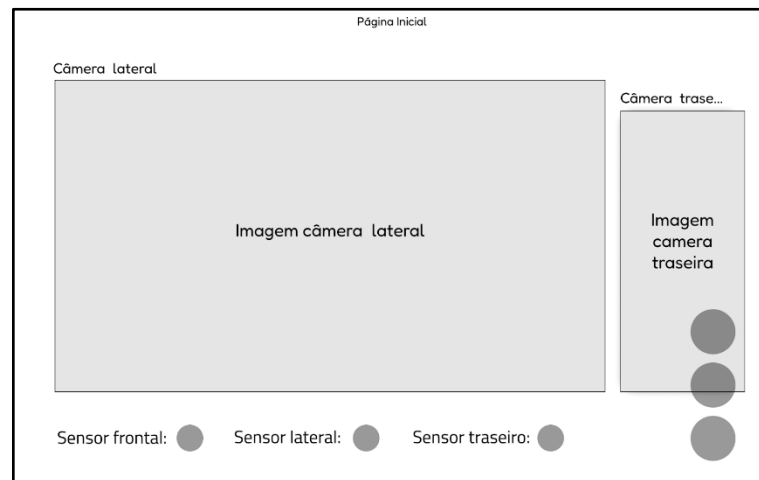 Página Inicial
Câmera lateral
Câmera trase...
Imagem câmera lateral
Imagem
camera
traseira
Sensor frontal:
Sensor lateral:
Sensor traseiro: